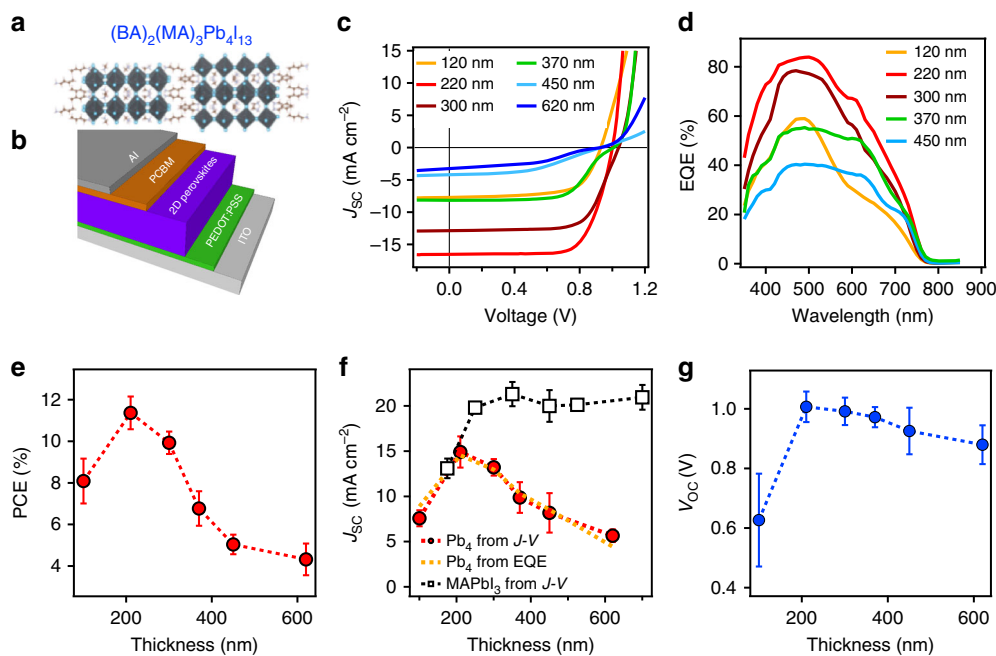 a
(BA)2(MA)3Pb4I13
b
Al
PCBM
2D perovskites
PEDOT:PSS
ITO
c
15
10
5
0
−5
−10
−15
JSC (mA cm−2)
120 nm
220 nm
300 nm
370 nm
450 nm
620 nm
0.0
0.4
0.8
1.2
Voltage (V)
d
80
60
40
20
0
EQE (%)
120 nm
220 nm
300 nm
370 nm
450 nm
400 500 600 700 800 900
Wavelength (nm)
e
12
10
8
6
4
PCE (%)
200
400
600
Thickness (nm)
f
20
15
10
5
0
JSC (mA cm−2)
Pb4 from J-V
Pb4 from EQE
MAPbI3 from J-V
200
400
600
Thickness (nm)
g
1.0
0.8
0.6
0.4
0.2
0.0
VOC (V)
200
400
600
Thickness (nm)